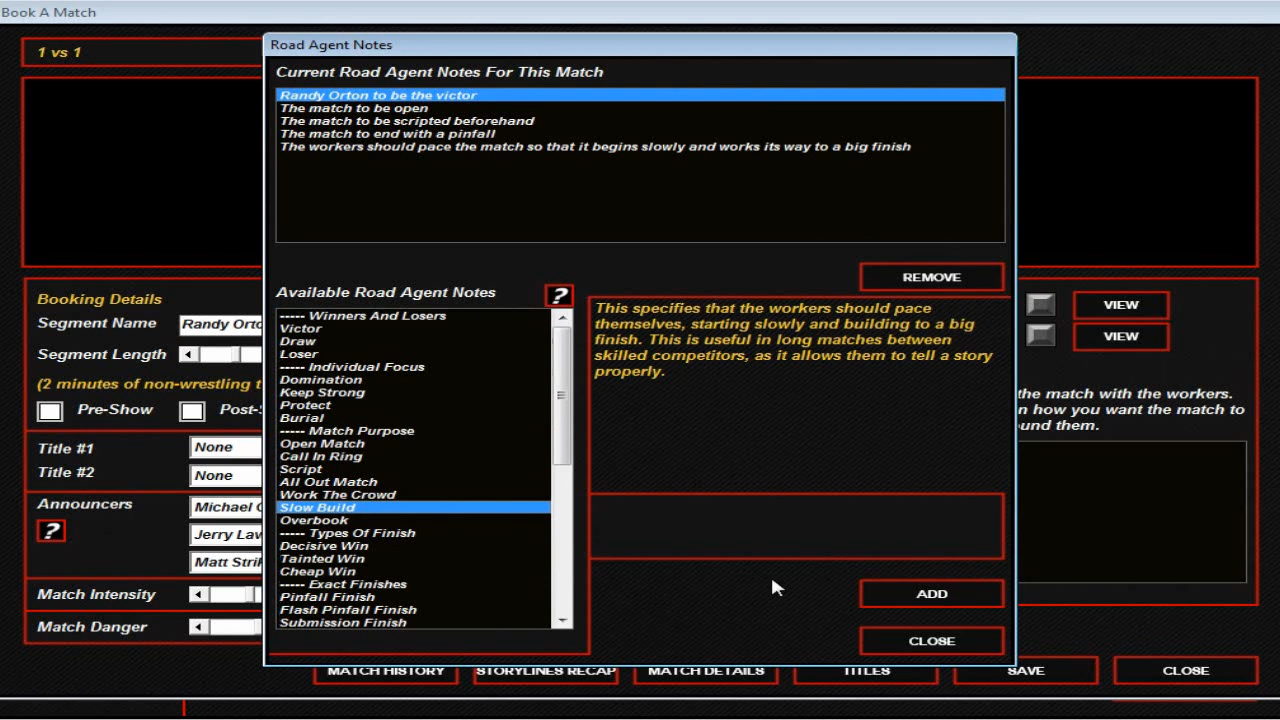 Book A Match
1 vs 1
Road Agent Notes
Current Road Agent Notes For This Match
Randy Orton to be the victor
The match to be open
The match to be scripted beforehand
The match to end with a pinfall
The workers should pace the match so that it begins slowly and works its way to a big finish
REMOVE
Available Road Agent Notes
?
----- Winners And Losers
Victor
Draw
Loser
----- Individual Focus
Domination
Keep Strong
Protect
Burial
----- Match Purpose
Open Match
Call In Ring
Script
All Out Match
Work The Crowd
Slow Build
Overbook
----- Types Of Finish
Decisive Win
Tainted Win
Cheap Win
----- Exact Finishes
Pinfall Finish
Flash Pinfall Finish
Submission Finish
This specifies that the workers should pace
themselves, starting slowly and building to a big
finish. This is useful in long matches between
skilled competitors, as it allows them to tell a story
properly.
ADD
CLOSE
Booking Details
Segment Name
Randy Orto
Segment Length
(2 minutes of non-wrestling
Pre-Show
Post-
Title #1
None
Title #2
None
Announcers
Michael
?
Jerry Law
Matt Stri
Match Intensity
Match Danger
VIEW
VIEW
the match with the workers.
n how you want the match to
und them.
MATCH HISTORY
STORYLINES RECAP
MATCH DETAILS
TITLES
SAVE
CLOSE